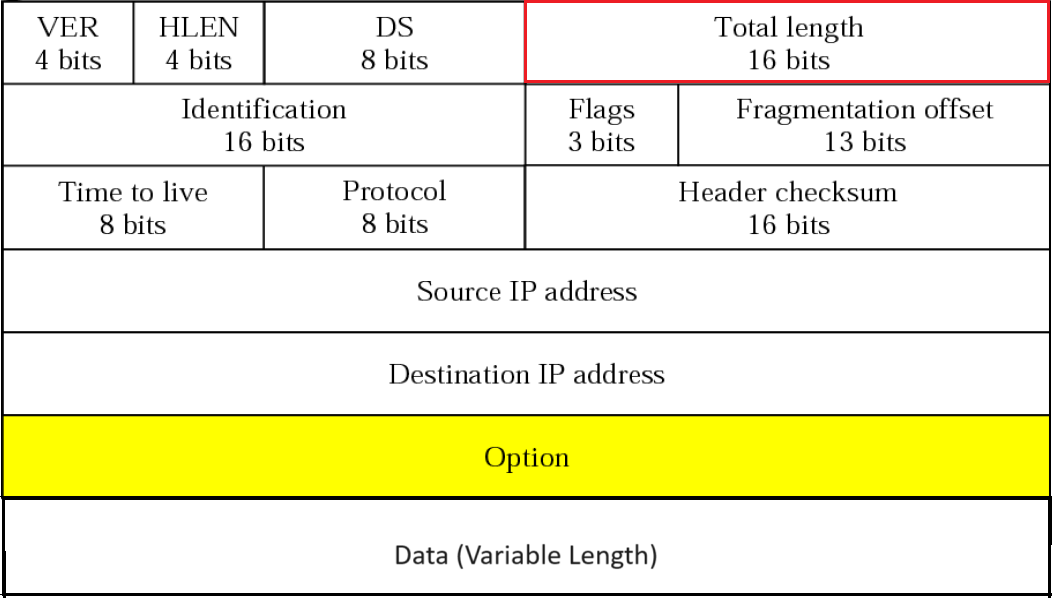 VER
4 bits
HLEN
4 bits
DS
8 bits
Total length
16 bits
Identification
16 bits
Flags
3 bits
Fragmentation offset
13 bits
Time to live
8 bits
Protocol
8 bits
Header checksum
16 bits
Source IP address
Destination IP address
Option
Data (Variable Length)